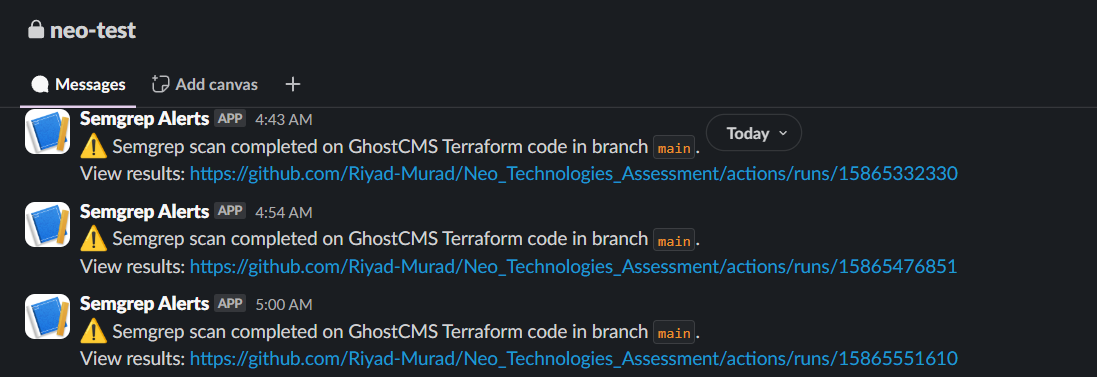 neo-test
Messages
Add canvas
Semgrep Alerts APP 4:43 AM
Today
⚠️ Semgrep scan completed on GhostCMS Terraform code in branch main.
View results: https://github.com/Riyad-Murad/Neo_Technologies_Assessment/actions/runs/15865332330
Semgrep Alerts APP 4:54 AM
⚠️ Semgrep scan completed on GhostCMS Terraform code in branch main.
View results: https://github.com/Riyad-Murad/Neo_Technologies_Assessment/actions/runs/15865476851
Semgrep Alerts APP 5:00 AM
⚠️ Semgrep scan completed on GhostCMS Terraform code in branch main.
View results: https://github.com/Riyad-Murad/Neo_Technologies_Assessment/actions/runs/15865551610